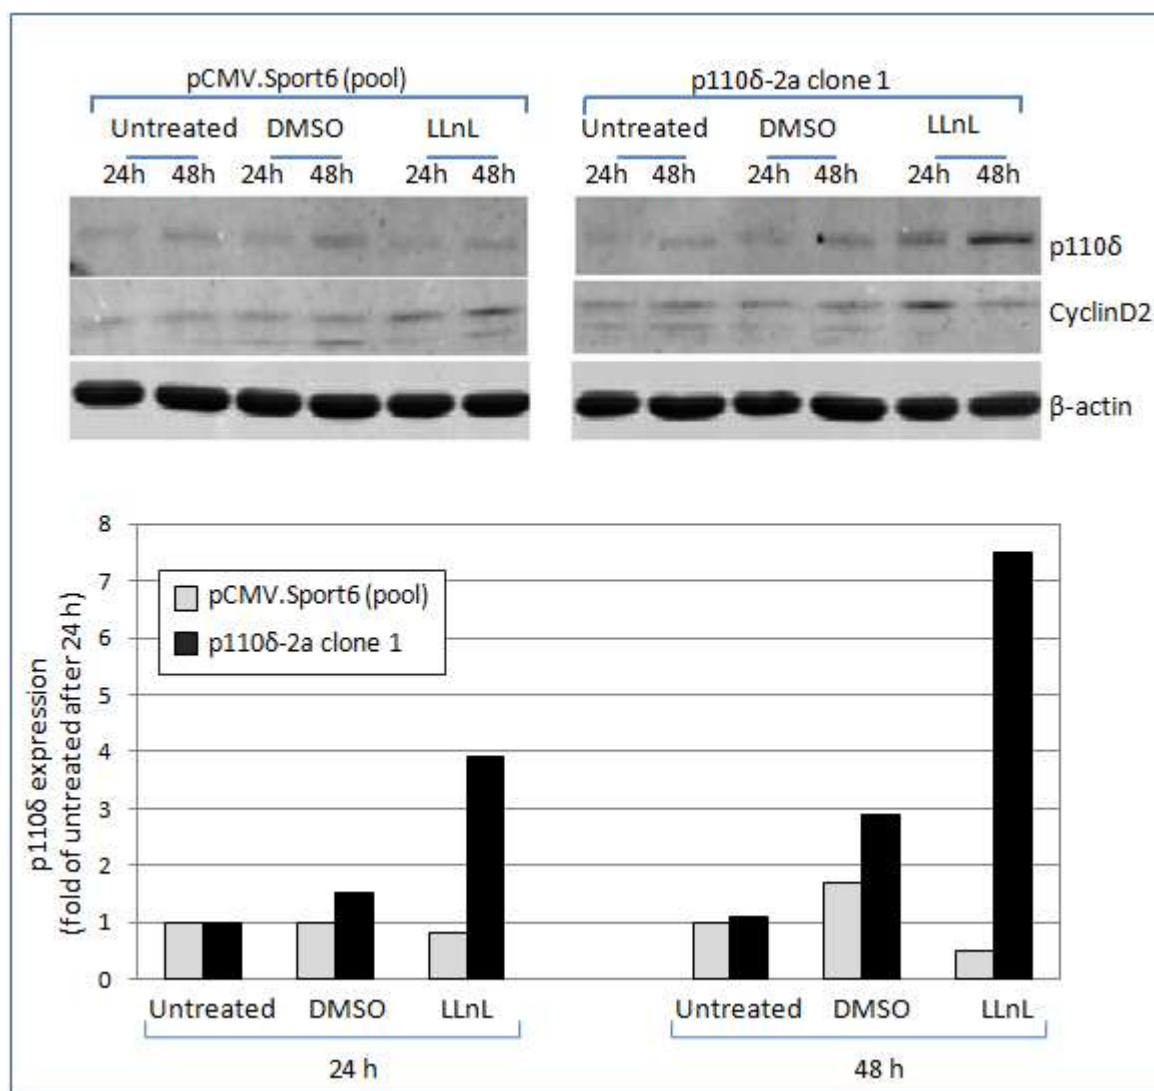 pCMV.Sport6 (pool)
p110δ-2a clone 1
Untreated DMSO LLnL
Untreated DMSO LLnL
24h 48h 24h 48h 24h 48h
24h 48h 24h 48h 24h 48h
p110δ
CyclinD2
β-actin
p110δ expression
(fold of untreated after 24 h)
8
7
6
5
4
3
2
1
0
pCMV.Sport6 (pool)
p110δ-2a clone 1
Untreated DMSO LLnL
Untreated DMSO LLnL
24 h
48 h